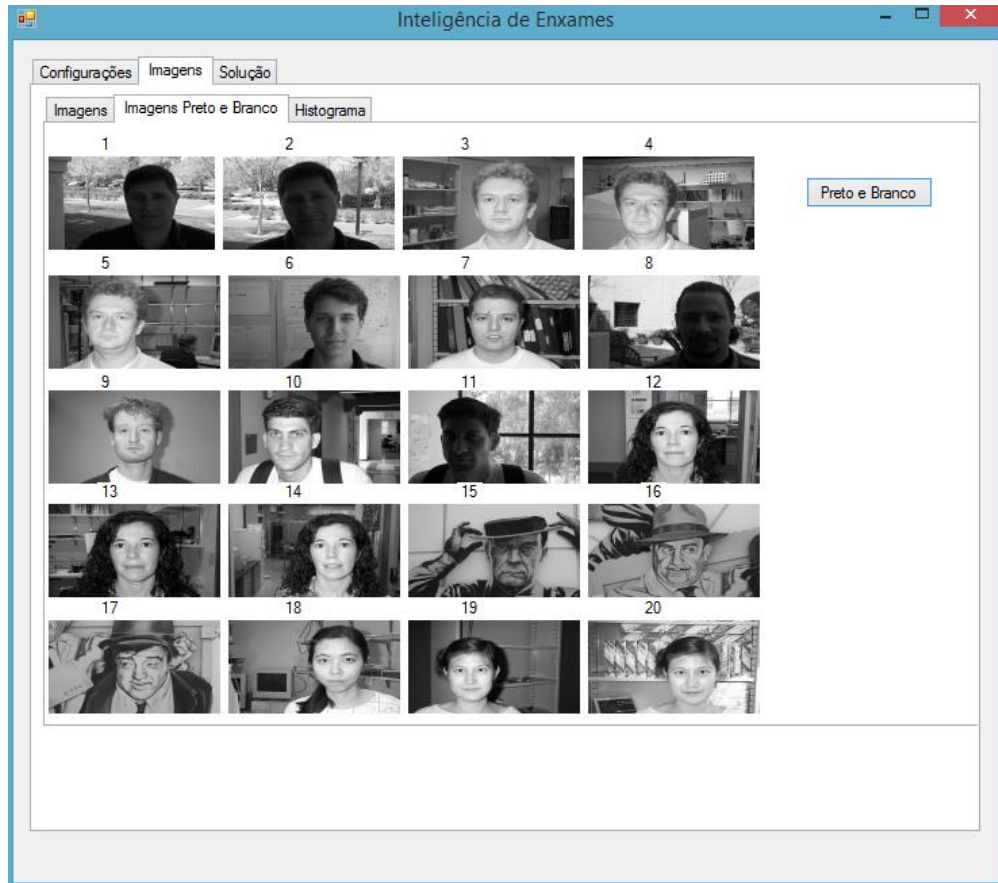 Inteligência de Enxames
Configurações Imagens Solução
Imagens Imagens Preto e Branco Histograma
1 2 3 4
Preto e Branco
5 6 7 8
9 10 11 12
13 14 15 16
17 18 19 20